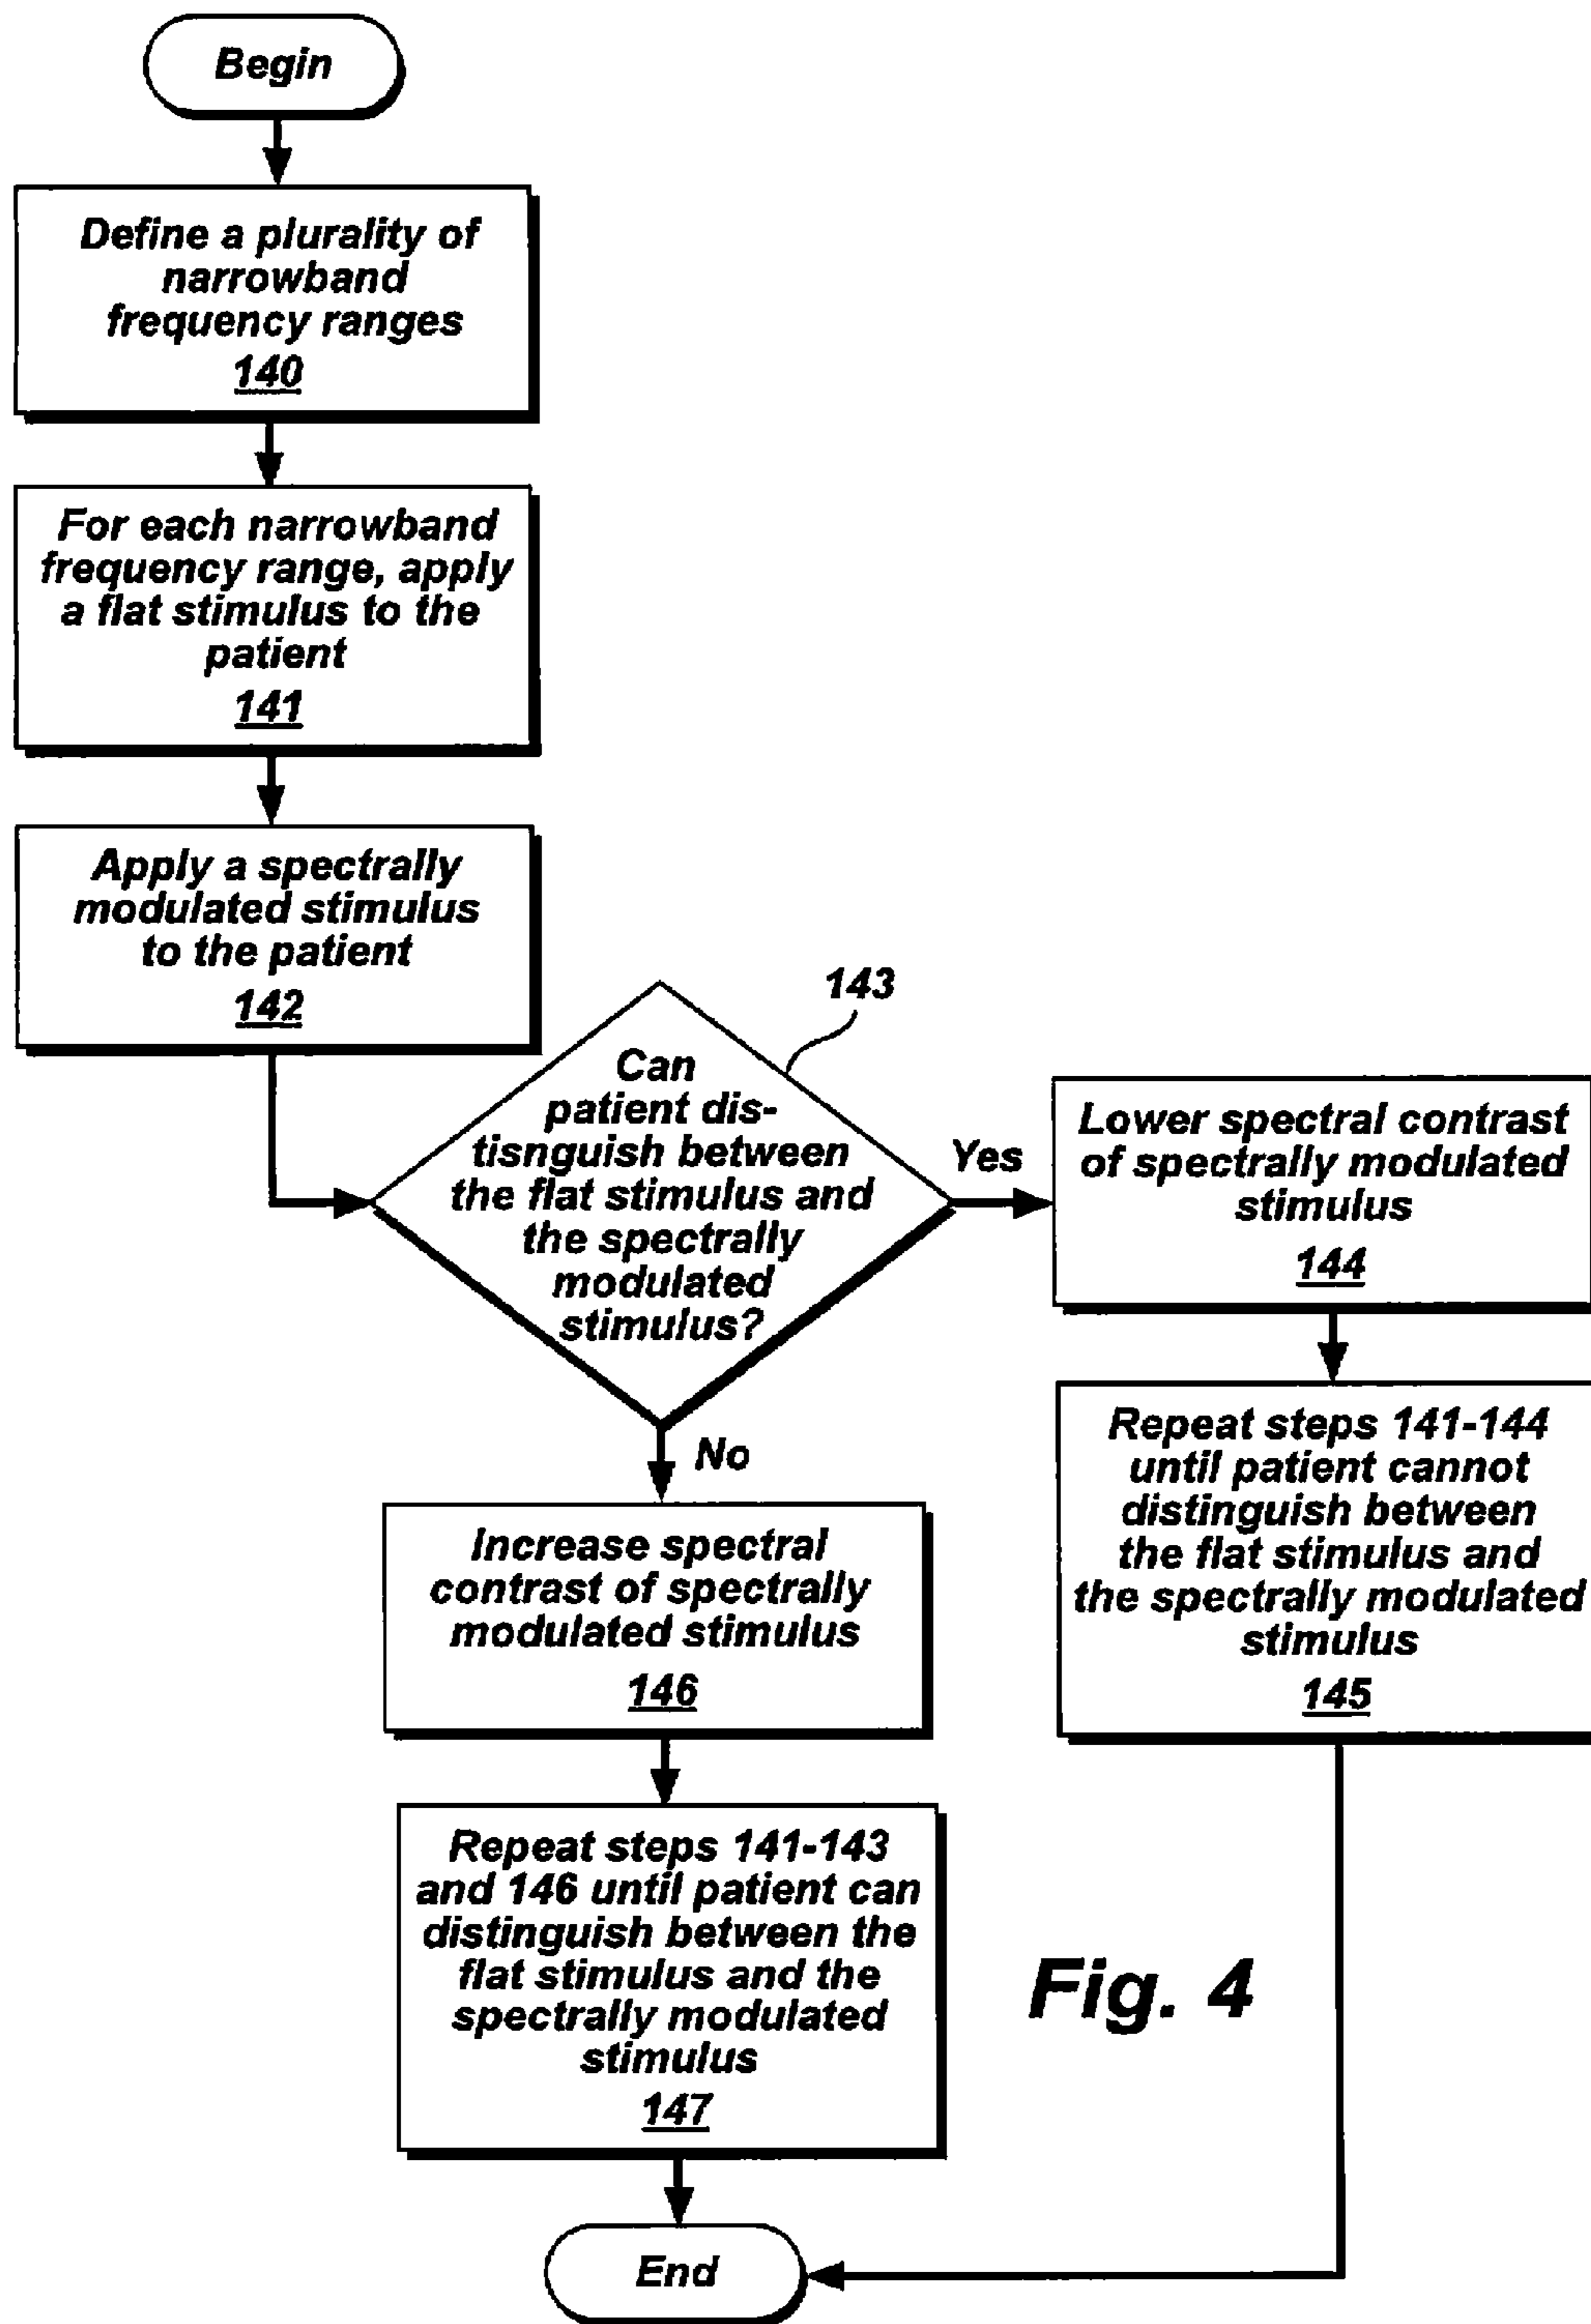 Begin
Define a plurality of
narrowband
frequency ranges
140
For each narrowband
frequency range, apply
a flat stimulus to the
patient
141
Apply a spectrally
modulated stimulus
to the patient
142
143
Can
patient dis-
tisnguish between
the flat stimulus and
the spectrally
modulated
stimulus?
Yes
Lower spectral contrast
of spectrally modulated
stimulus
144
Repeat steps 141-144
until patient cannot
distinguish between
the flat stimulus and
the spectrally modulated
stimulus
145
No
Increase spectral
contrast of spectrally
modulated stimulus
146
Repeat steps 141-143
and 146 until patient can
distinguish between the
flat stimulus and the
spectrally modulated
stimulus
147
Fig. 4
End